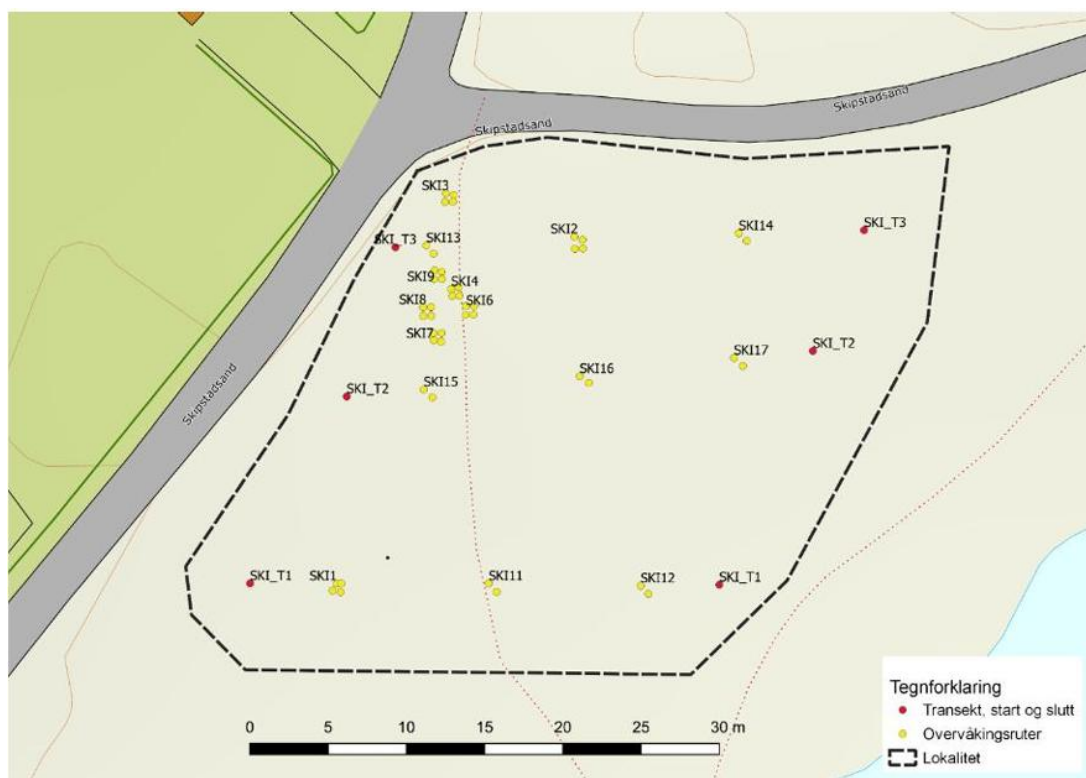 Skipstadsand
Skipstadsand
SKI3
SKI_T3
SKI13
SKI2
SKI14
SKI_T3
SKI9
SKI4
SKI8
SKI6
SKI7
SKI17
SKI_T2
SKI16
SKI_T2
SKI15
Skipstadsand
SKI_T1
SKI1
SKI11
SKI12
SKI_T1
Tegnforklaring
Transekt, start og slutt
Overvåkingsruter
Lokalitet
0 5 10 15 20 25 30 m